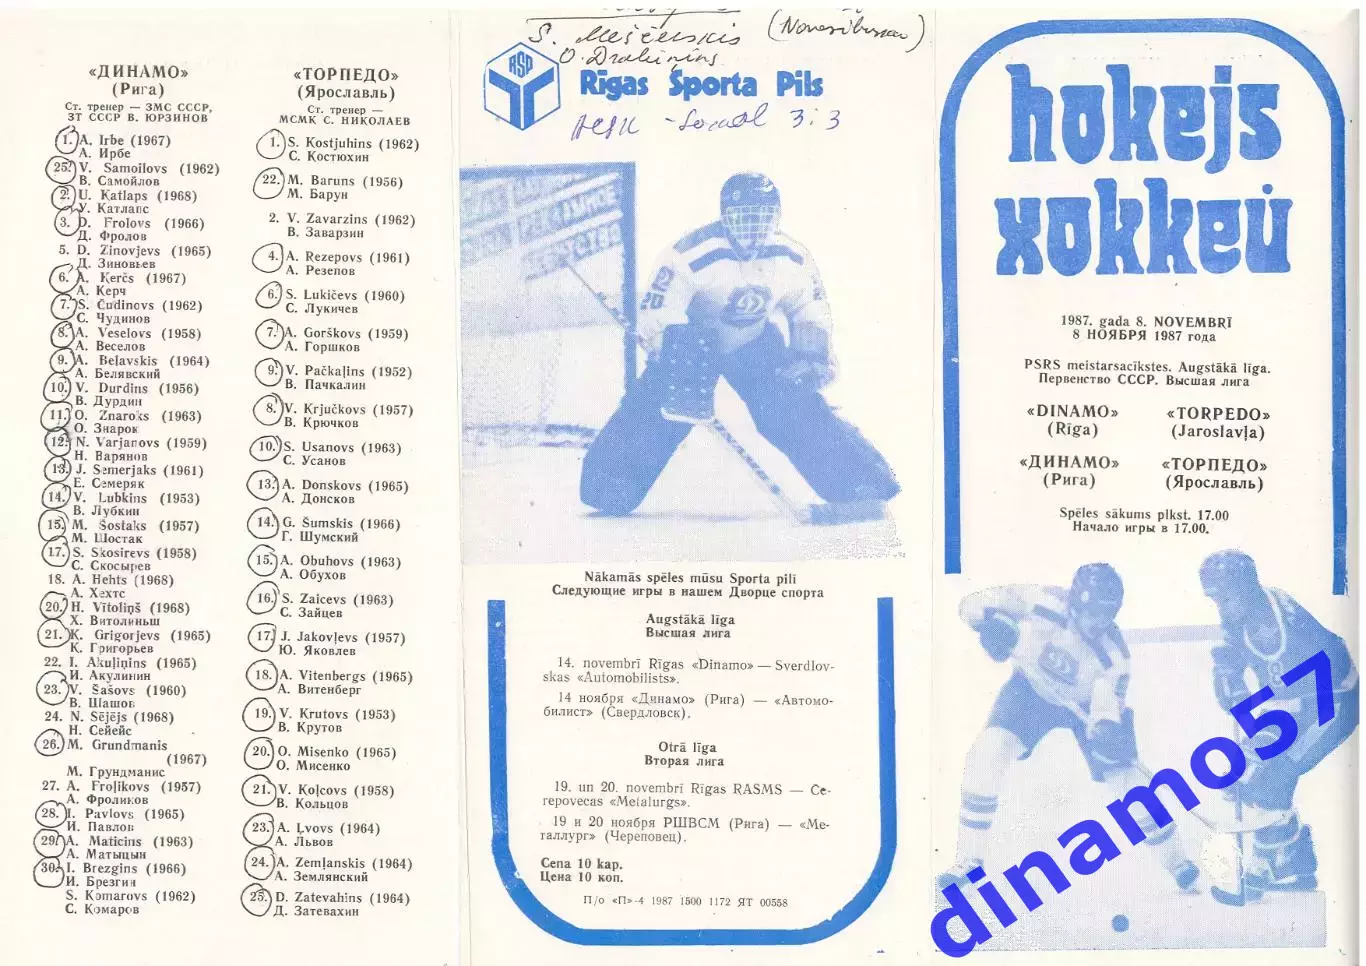 «ДИНАМО»
(Рига)
Ст. тренер — ЗМС СССР,
ЗТ СССР В. ЮРЗИНОВ
1. A. Irbe (1967)
А. Ирбе
25. V. Samoilovs (1962)
В. Самойлов
2. U. Katlaps (1968)
У. Катлапс
3. D. Frolovs (1966)
Д. Фролов
5. D. Zinovjevs (1965)
Д. Зиновьев
6. A. Kerčs (1967)
А. Керч
7. S. Čudinovs (1962)
С. Чудинов
8. A. Veselovs (1958)
А. Веселов
9. A. Beļavskis (1964)
А. Белявский
10. V. Durdins (1956)
В. Дурдин
11. O. Znaroks (1963)
О. Знарок
12. N. Varjanovs (1959)
Н. Варянов
13. J. Semerjaks (1961)
Е. Семеряк
14. V. Lubkins (1953)
В. Лубкин
15. M. Šostaks (1957)
М. Шостак
17. S. Skosirevs (1958)
С. Скосырев
18. A. Hehts (1968)
А. Хехтс
20. H. Vītoliņš (1968)
Х. Витолиньш
21. K. Grigorjevs (1965)
К. Григорьев
22. I. Akuļiņins (1965)
И. Акулинин
23. V. Šašovs (1960)
В. Шашов
24. N. Sējējs (1968)
Н. Сейейс
26. M. Grundmanis
(1967)
М. Грундманис
27. A. Froļikovs (1957)
А. Фроликов
28. I. Pavlovs (1965)
И. Павлов
29. A. Maticins (1963)
А. Матыцын
30. I. Brezgins (1966)
И. Брезгин
S. Komarovs (1962)
С. Комаров
«ТОРПЕДО»
(Ярославль)
Ст. тренер —
МСМК С. НИКОЛАЕВ
1. S. Kostjuhins (1962)
С. Костюхин
22. M. Baruns (1956)
М. Барун
2. V. Zavarzins (1962)
В. Заварзин
4. A. Rezepovs (1961)
А. Резепов
6. S. Lukičevs (1960)
С. Лукичев
7. A. Gorškovs (1959)
А. Горшков
9. V. Pačkaļins (1952)
В. Пачкалин
8. V. Krjučkovs (1957)
В. Крючков
10. S. Usanovs (1963)
С. Усанов
13. A. Donskovs (1965)
А. Донсков
14. G. Šumskis (1966)
Г. Шумский
15. A. Obuhovs (1963)
А. Обухов
16. S. Zaicevs (1963)
С. Зайцев
17. J. Jakovļevs (1957)
Ю. Яковлев
18. A. Vitenbergs (1965)
А. Витенберг
19. V. Krutovs (1953)
В. Крутов
20. O. Misenko (1965)
О. Мисенко
21. V. Koļcovs (1958)
В. Кольцов
23. A. Ļvovs (1964)
А. Львов
24. A. Zemļanskis (1964)
А. Землянский
25. D. Zatevahins (1964)
Д. Затевахин
S. Meščerskis
O. Draluņins
RSP
Rīgas Športa Pils
3:3
Nākamās spēles mūsu Sporta pilī
Следующие игры в нашем Дворце спорта
Augstākā līga
Высшая лига
14. novembrī Rīgas «Dinamo» — Sverdlov-
skas «Automobilists».
14 ноября «Динамо» (Рига) — «Автомо-
билист» (Свердловск).
Otrā līga
Вторая лига
19. un 20. novembrī Rīgas RASMS — Če-
repovecas «Metalurgs».
19 и 20 ноября РШВСМ (Рига) — «Ме-
таллург» (Череповец).
Cena 10 kap.
Цена 10 коп.
П/о «П»-4 1987 1500 1172 ЯТ 00558
hokejs
хоккей
1987. gada 8. NOVEMBRĪ
8 НОЯБРЯ 1987 года
PSRS meistarsacīkstes. Augstākā līga.
Первенство СССР. Высшая лига
«DINAMO» «TORPEDO»
(Rīga) (Jaroslavļa)
«ДИНАМО» «ТОРПЕДО»
(Рига) (Ярославль)
Spēles sākums plkst. 17.00
Начало игры в 17.00.
dinamo57